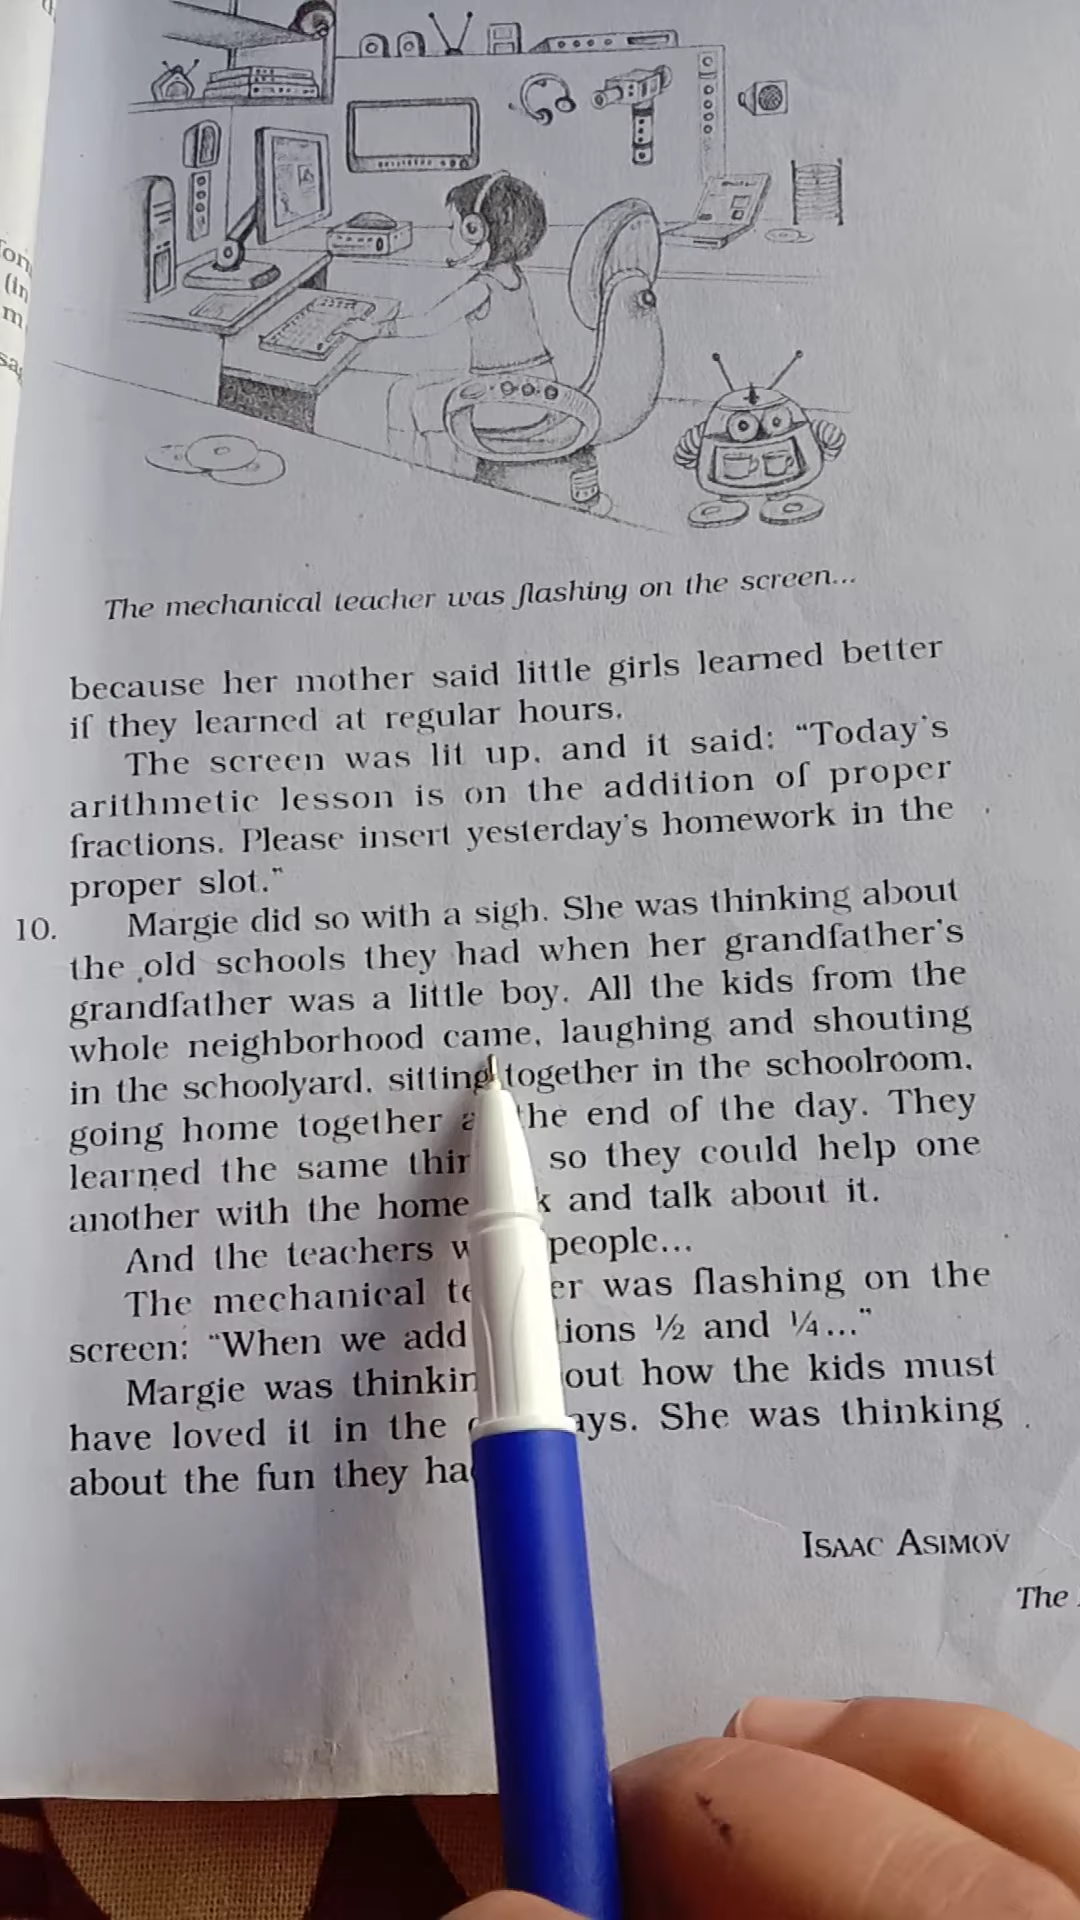 The mechanical teacher was flashing on the screen...
because her mother said little girls learned better
if they learned at regular hours.
The screen was lit up, and it said: “Today's
arithmetic lesson is on the addition of proper
fractions. Please insert yesterday's homework in the
proper slot.”
10. Margie did so with a sigh. She was thinking about
the old schools they had when her grandfather's
grandfather was a little boy. All the kids from the
whole neighborhood came, laughing and shouting
in the schoolyard, sitting together in the schoolroom,
going home together the end of the day. They
learned the same so they could help one
another with the and talk about it.
And the teachers people...
The mechanical was flashing on the
screen: “When we add ½ and ¼...”
Margie was how the kids must
have loved it in the She was thinking
about the fun they
ISAAC ASIMOV
The